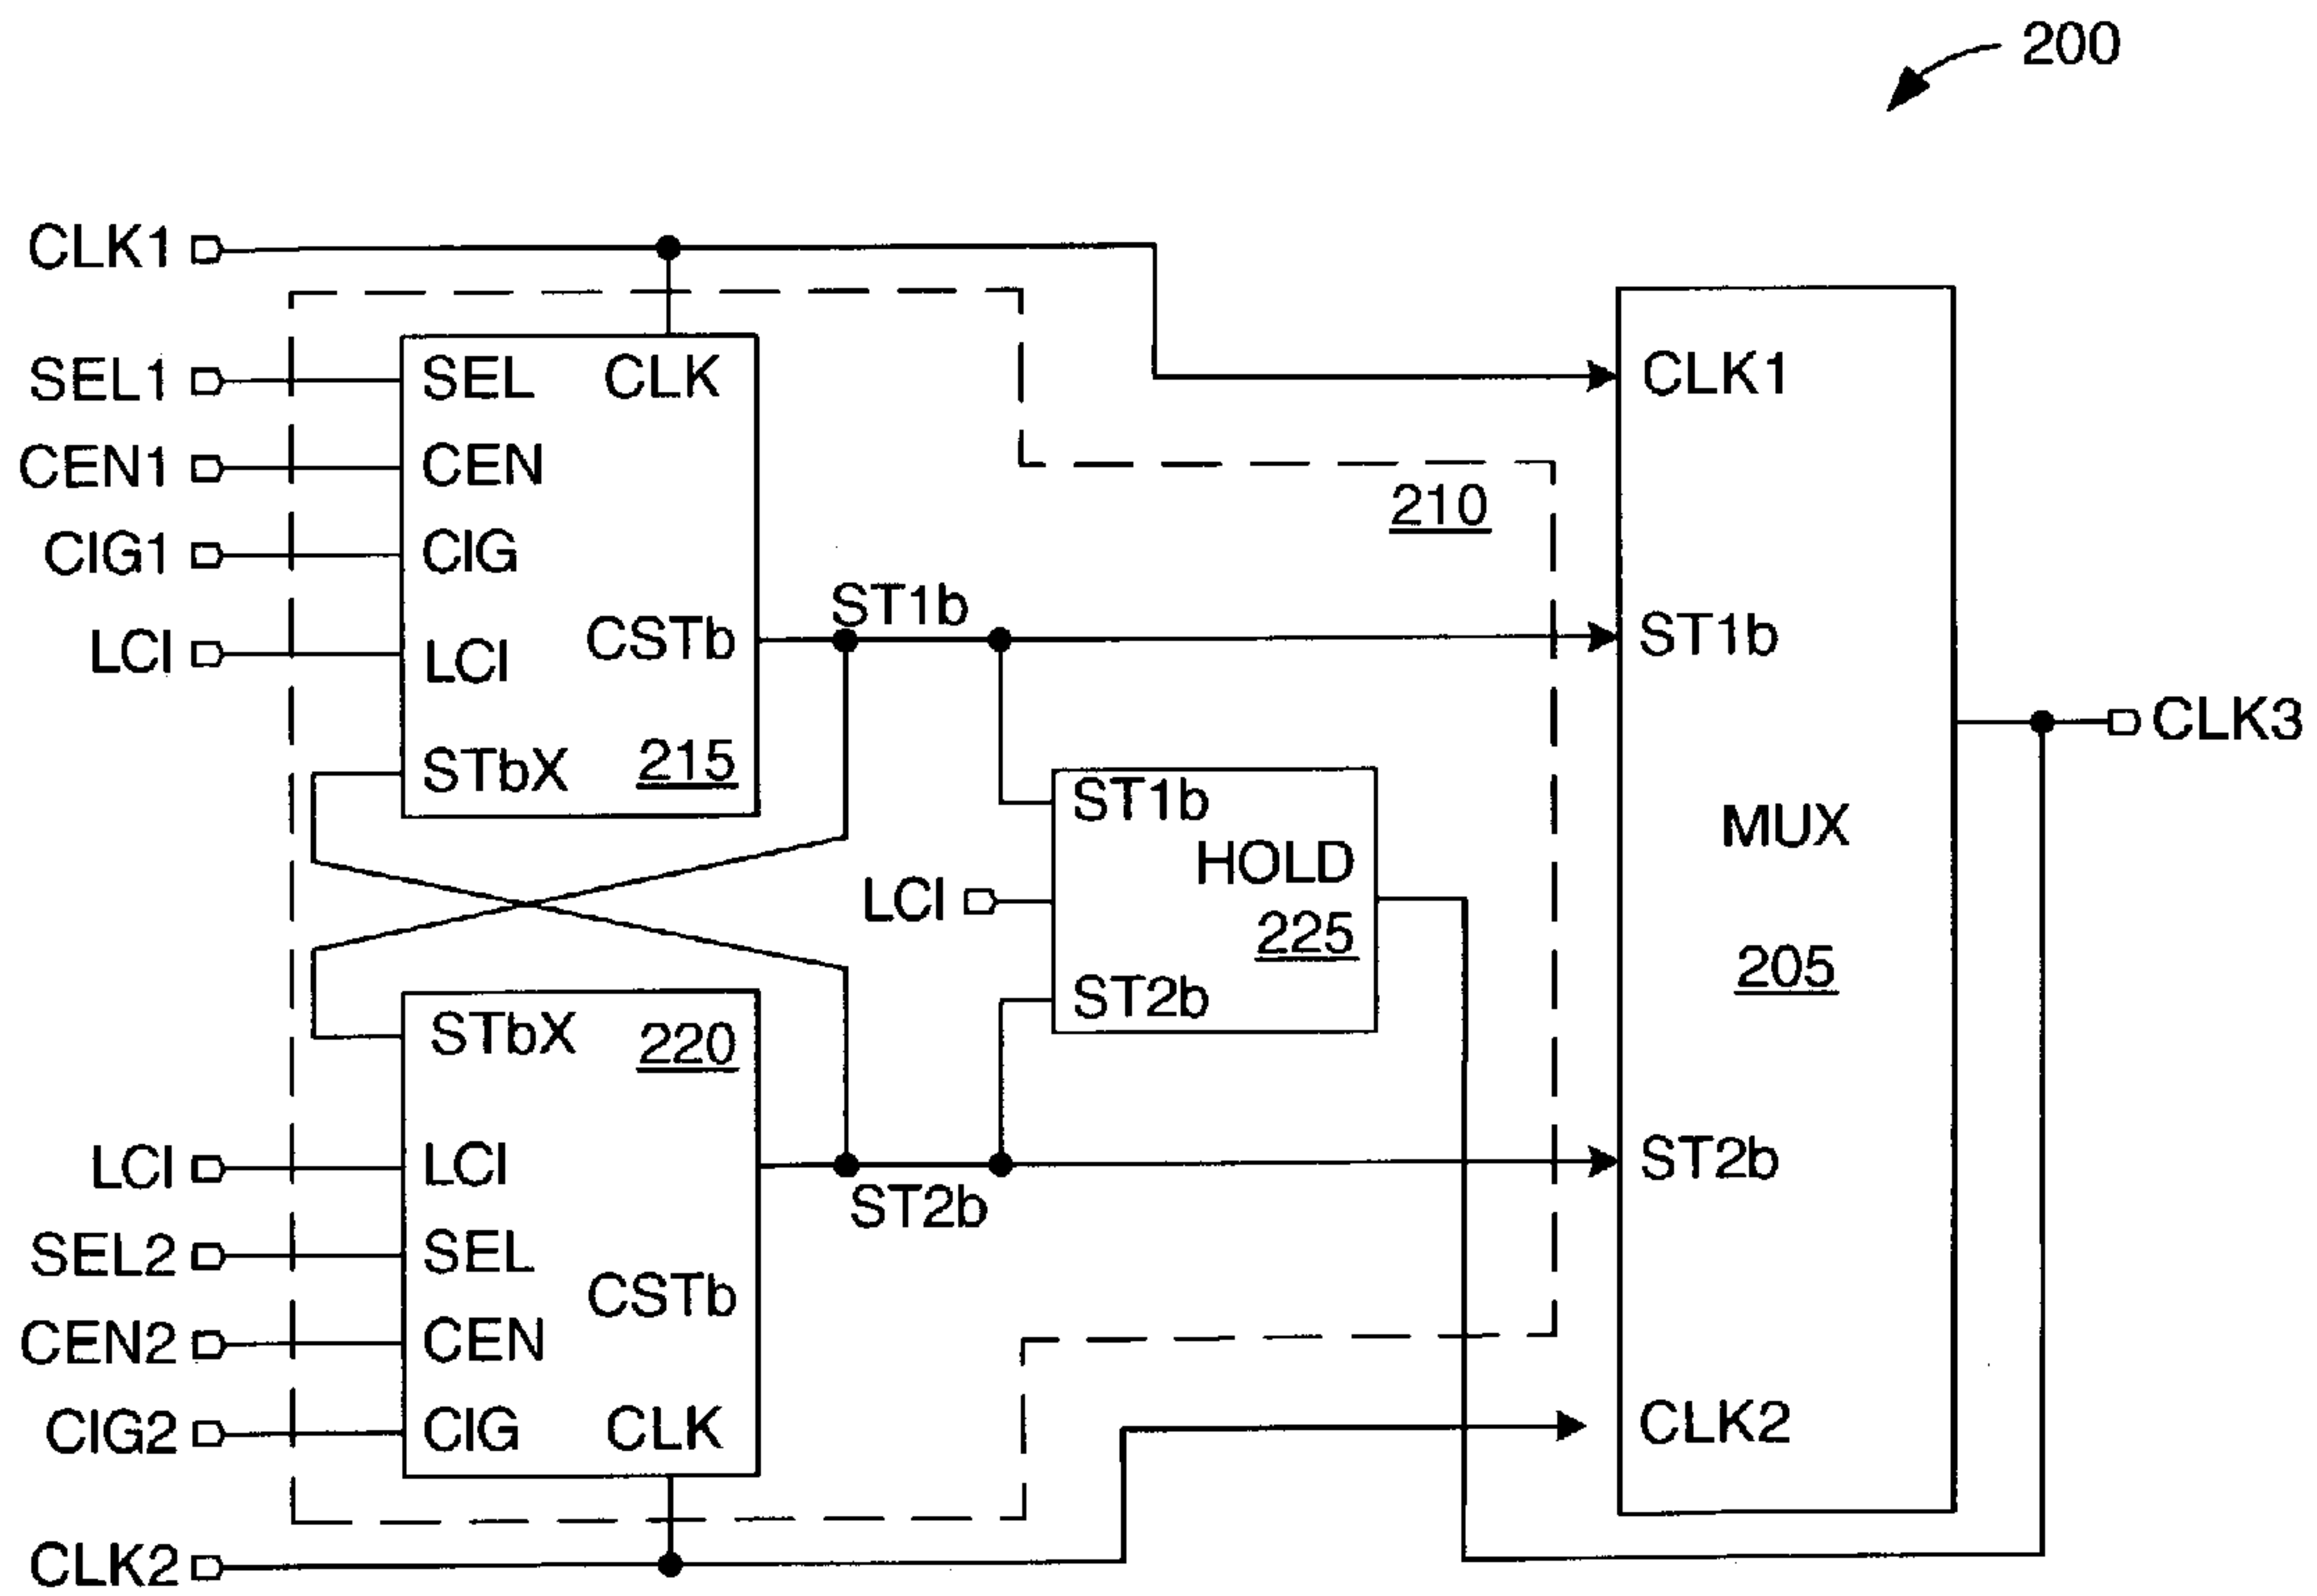 200
CLK1
SEL1
SEL
CLK
CLK1
CEN1
CEN
210
CIG1
CIG
ST1b
LCI
LCI
CSTb
ST1b
STbX
215
ST1b
CLK3
HOLD
MUX
LCI
225
205
STbX
220
ST2b
LCI
LCI
ST2b
ST2b
SEL2
SEL
CSTb
CEN2
CEN
CIG2
CIG
CLK
CLK2
CLK2